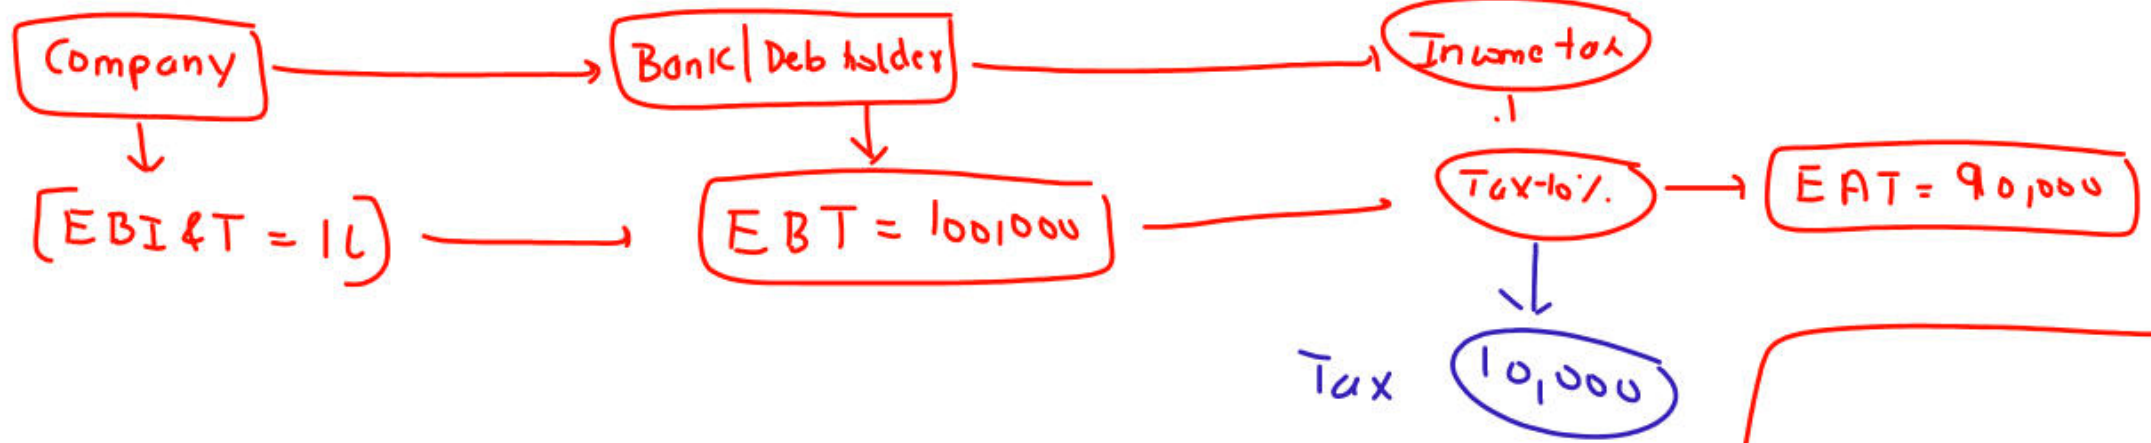 Company Bank | Deb holder Income tax
[EBI&T = 1L] EBT = 100,000 Tax-10% EAT = 90,000
Tax 10,000